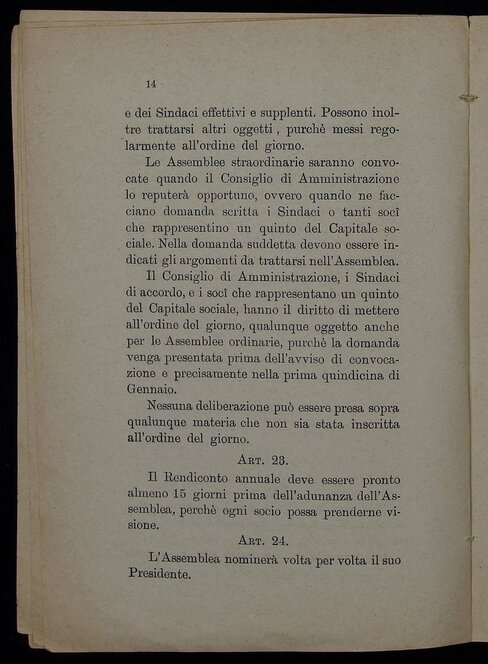 14
e dei Sindaci effettivi e supplenti. Possono inol-
tre trattarsi altri oggetti, purchè messi rego-
larmente all'ordine del giorno.
Le Assemblee straordinarie saranno convo-
cate quando il Consiglio di Amministrazione
lo reputerà opportuno, ovvero quando ne fac-
ciano domanda scritta i Sindaci o tanti socî
che rappresentino un quinto del Capitale so-
ciale. Nella domanda suddetta devono essere in-
dicati gli argomenti da trattarsi nell'Assemblea.
Il Consiglio di Amministrazione, i Sindaci
di accordo, e i socî che rappresentano un quinto
del Capitale sociale, hanno il diritto di mettere
all'ordine del giorno, qualunque oggetto anche
per le Assemblee ordinarie, purchè la domanda
venga presentata prima dell'avviso di convoca-
zione e precisamente nella prima quindicina di
Gennaio.
Nessuna deliberazione può essere presa sopra
qualunque materia che non sia stata inscritta
all'ordine del giorno.
ART. 23.
Il Rendiconto annuale deve essere pronto
almeno 15 giorni prima dell'adunanza dell'As-
semblea, perchè ogni socio possa prenderne vi-
sione.
ART. 24.
L'Assemblea nominerà volta per volta il suo
Presidente.